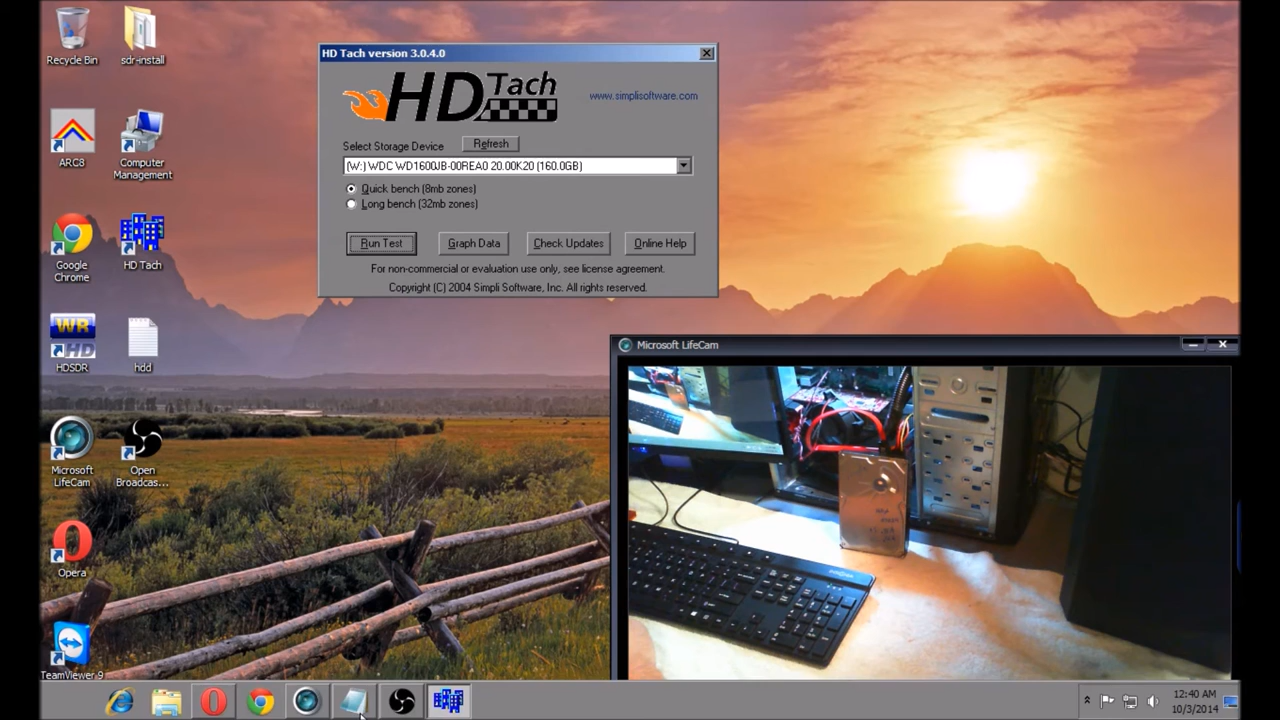 Recycle Bin
sdr-install
ARC8
Computer
Management
Google
Chrome
HD Tach
WR
HD
HDSDR
hdd
Microsoft
LifeCam
Open
Broadcas...
Opera
TeamViewer 9
HD Tach version 3.0.4.0
HD Tach
www.simplisoftware.com
Select Storage Device
Refresh
(W:) WDC WD1600JB-00REA0 20.00K20 (160.0GB)
Quick bench (8mb zones)
Long bench (32mb zones)
Run Test
Graph Data
Check Updates
Online Help
For non-commercial or evaluation use only, see license agreement.
Copyright (C) 2004 Simpli Software, Inc. All rights reserved.
Microsoft LifeCam
12:40 AM
10/3/2014